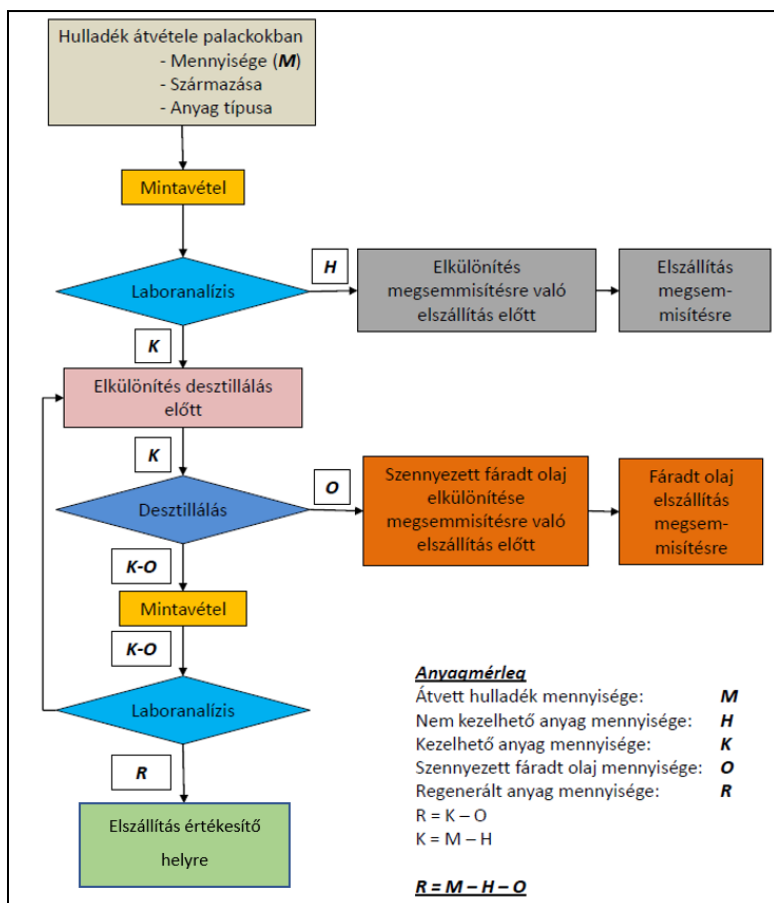 Hulladék átvétele palackokban
- Mennyisége (M)
- Származása
- Anyag típusa
Mintavétel
Laboranalízis
H
Elkülönítés
megsemmisítésre való
elszállítás előtt
Elszállítás
megsem-
misítésre
K
Elkülönítés desztillálás
előtt
K
Desztillálás
O
Szennyezett fáradt olaj
elkülönítése
megsemmisítésre való
elszállítás előtt
Fáradt olaj
elszállítás
megsem-
misítésre
K-O
Mintavétel
K-O
Laboranalízis
R
Elszállítás értékesítő
helyre
Anyagmérleg
Átvett hulladék mennyisége: M
Nem kezelhető anyag mennyisége: H
Kezelhető anyag mennyisége: K
Szennyezett fáradt olaj mennyisége: O
Regenerált anyag mennyisége: R
R = K – O
K = M – H
R = M – H – O